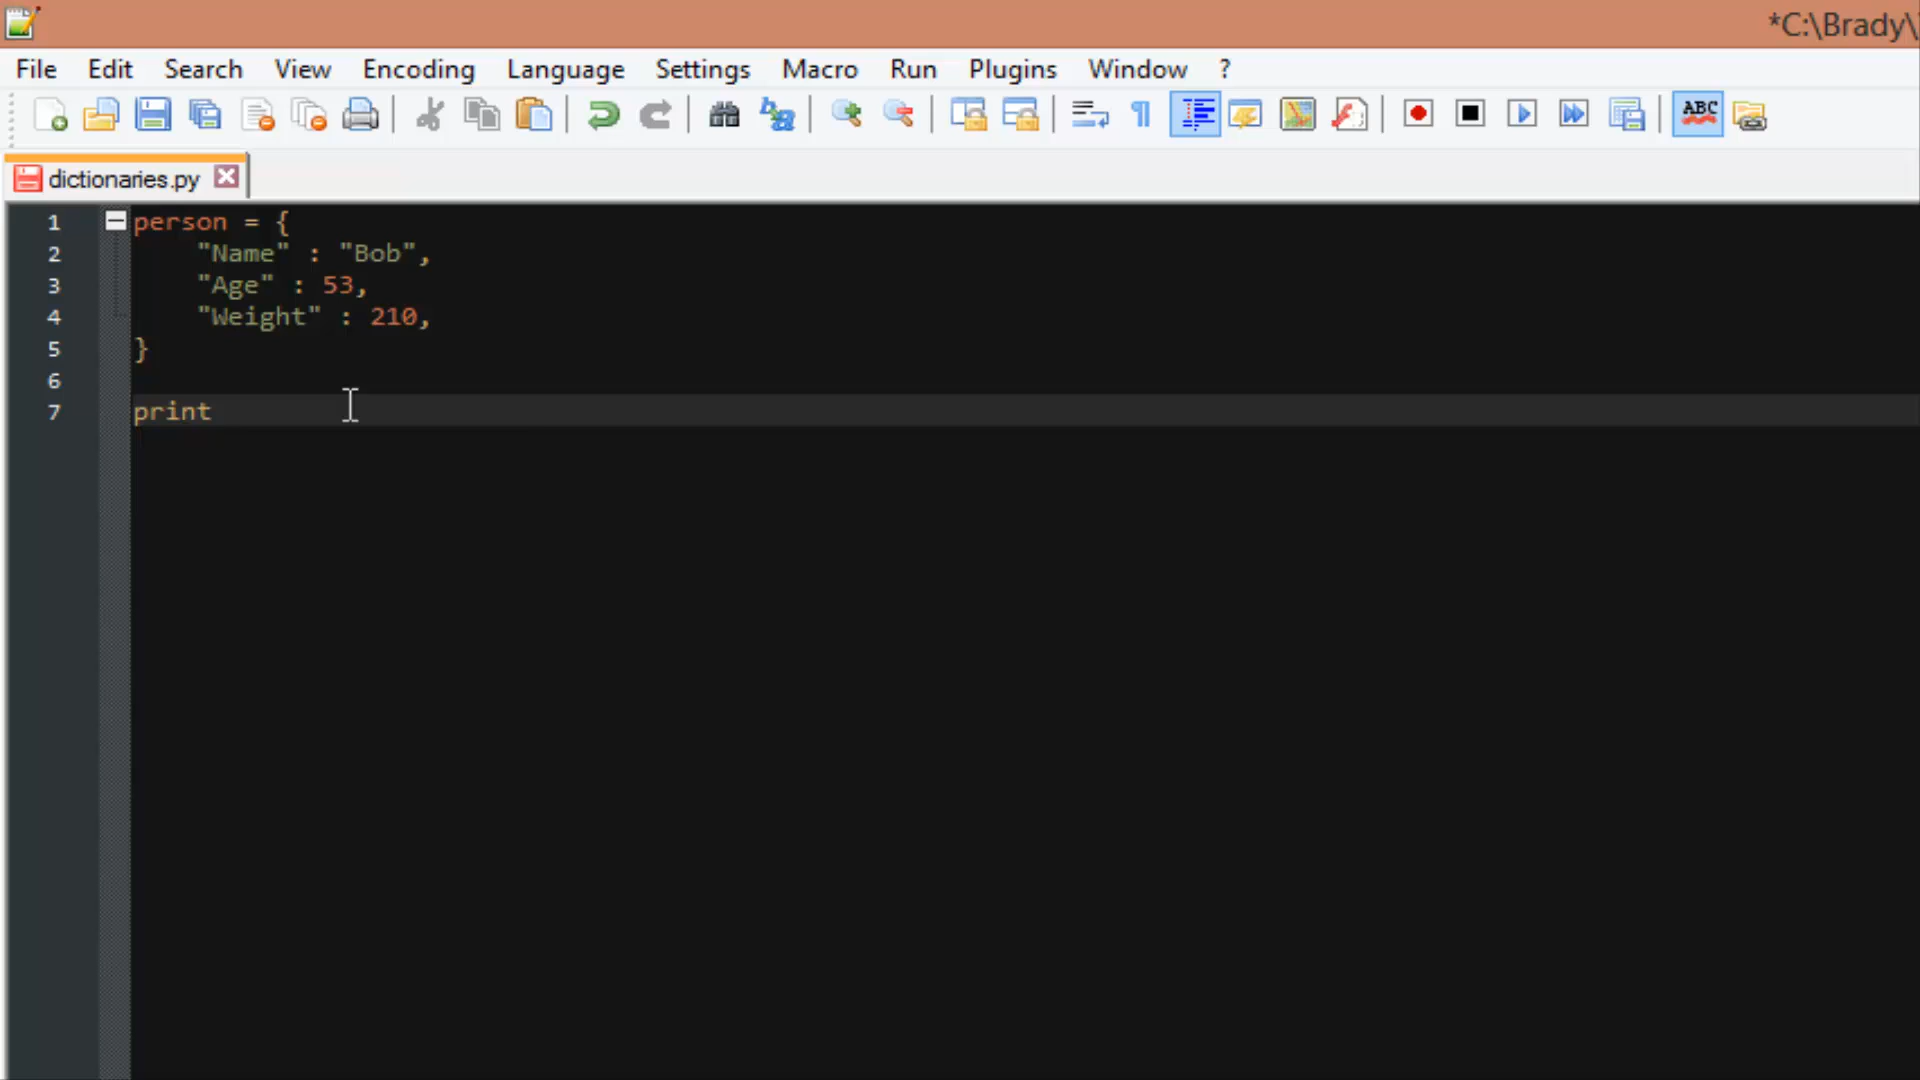 *C:\Brady\
File Edit Search View Encoding Language Settings Macro Run Plugins Window ?
ABC
dictionaries.py
1 person = {
2 "Name" : "Bob",
3 "Age" : 53,
4 "Weight" : 210,
5 }
6
7 print